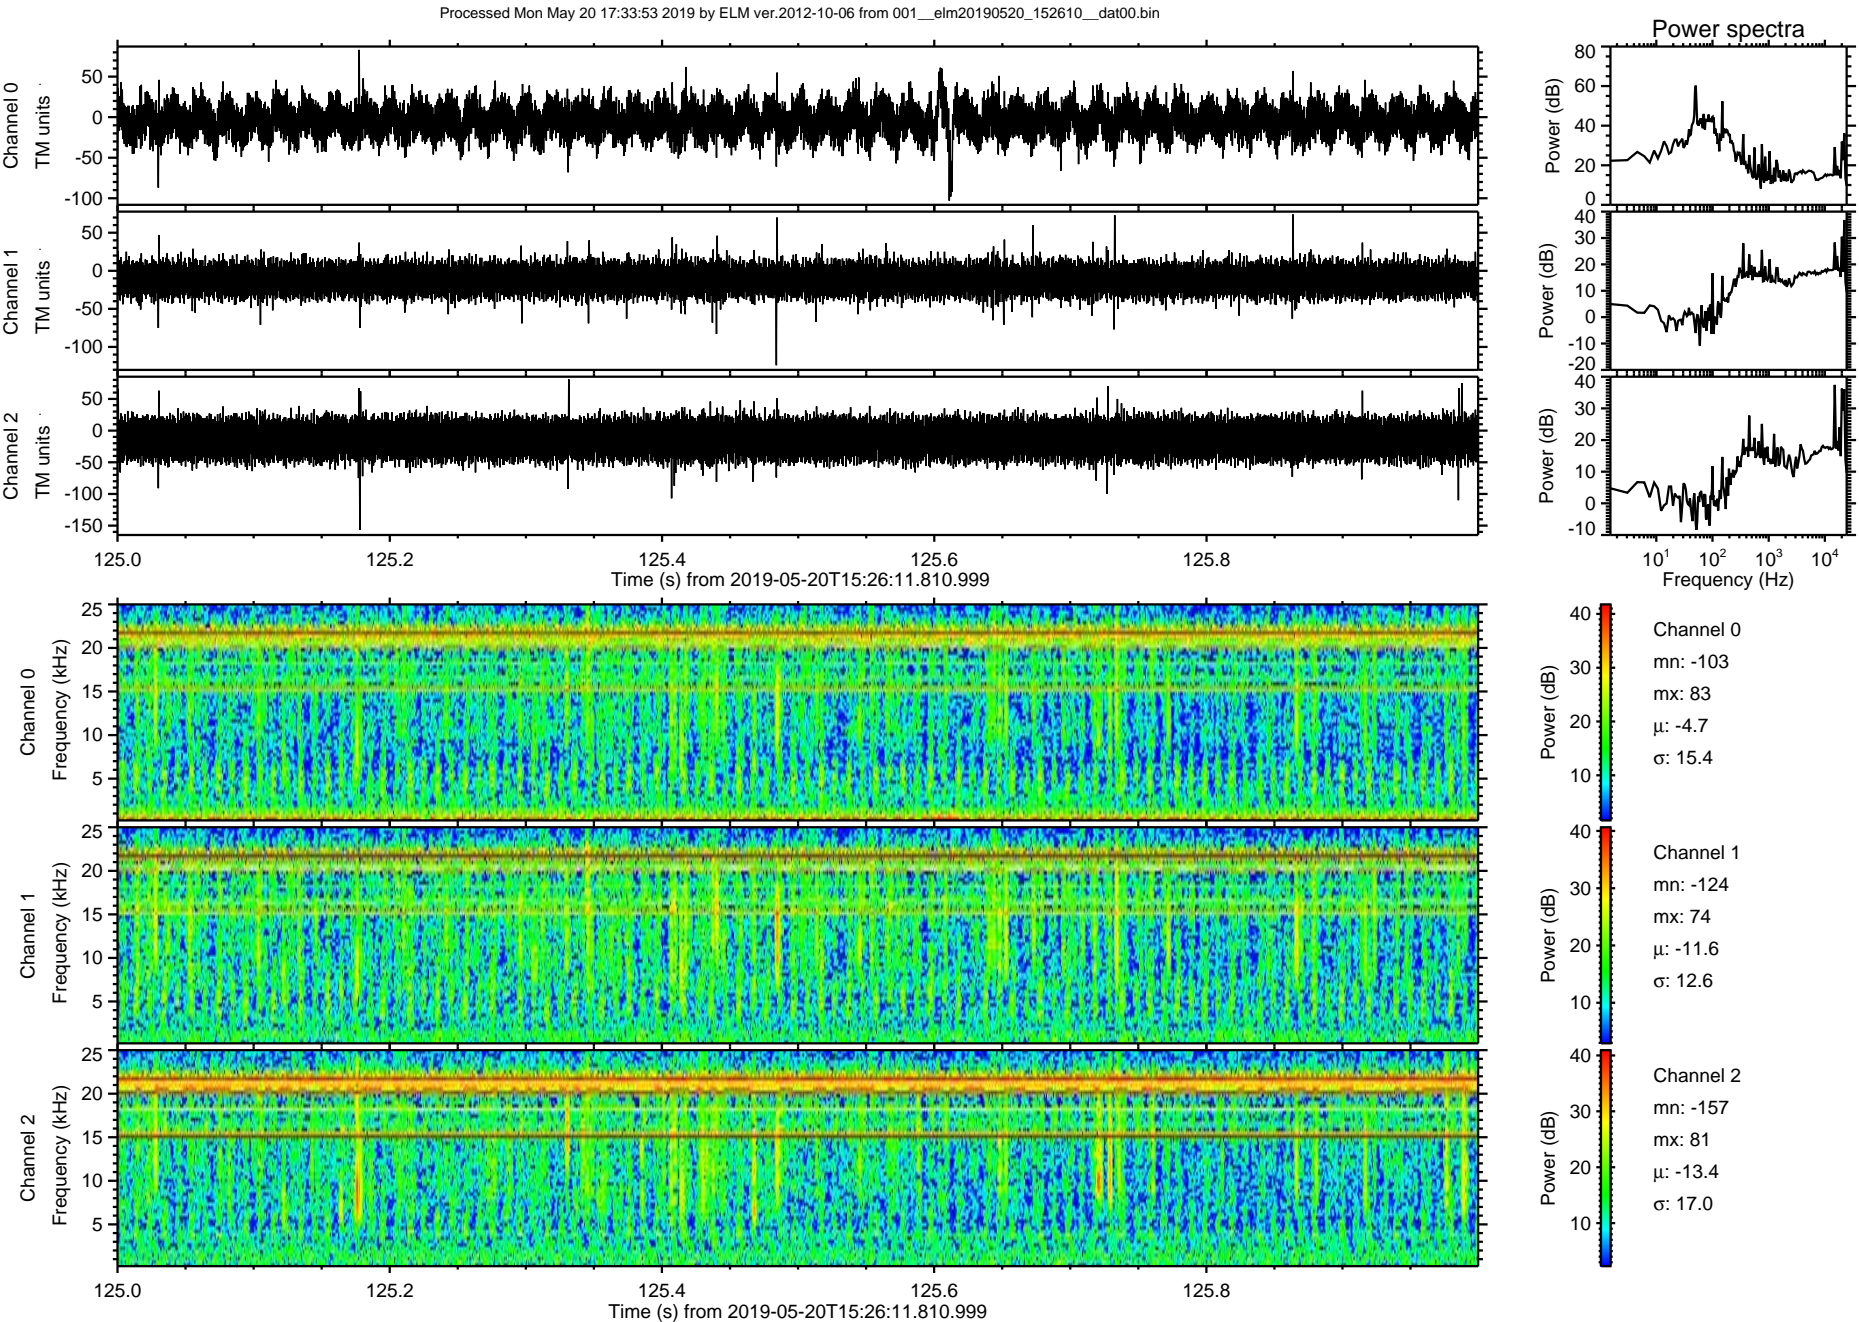 Processed Mon May 20 17:33:53 2019 by ELM ver.2012-10-06 from 001__elm20190520_152610__dat00.bin
Power spectra
Channel 0
TM units
50
0
-50
-100
Power (dB)
80
60
40
20
0
Channel 1
TM units
50
0
-50
-100
Power (dB)
40
30
20
10
0
-10
-20
Channel 2
TM units
50
0
-50
-100
-150
Power (dB)
40
30
20
10
0
-10
125.0 125.2 125.4 125.6 125.8
Time (s) from 2019-05-20T15:26:11.810.999
10¹ 10² 10³ 10⁴
Frequency (Hz)
Channel 0
Frequency (kHz)
25
20
15
10
5
Power (dB)
40
30
20
10
Channel 0
mn: -103
mx: 83
μ: -4.7
σ: 15.4
Channel 1
Frequency (kHz)
25
20
15
10
5
Power (dB)
40
30
20
10
Channel 1
mn: -124
mx: 74
μ: -11.6
σ: 12.6
Channel 2
Frequency (kHz)
25
20
15
10
5
Power (dB)
40
30
20
10
Channel 2
mn: -157
mx: 81
μ: -13.4
σ: 17.0
125.0 125.2 125.4 125.6 125.8
Time (s) from 2019-05-20T15:26:11.810.999